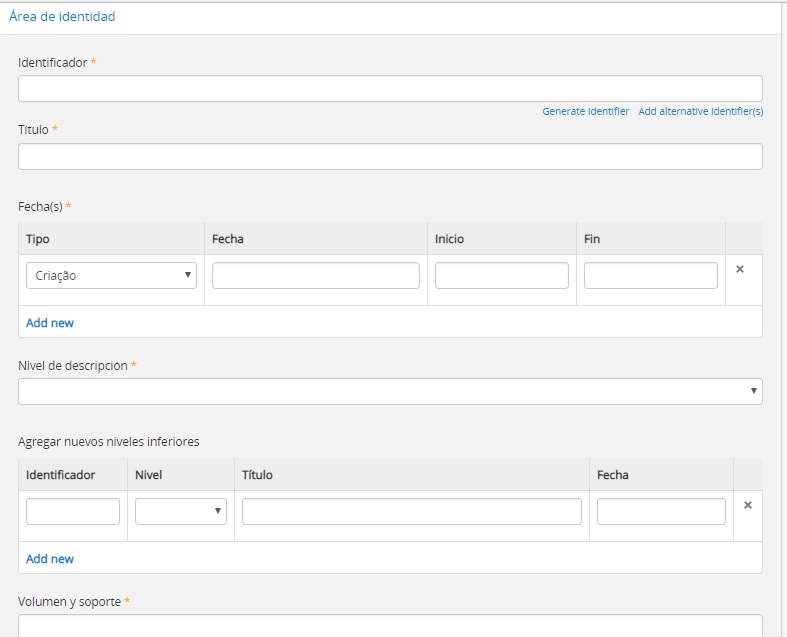 Área de identidad
Identificador *
Generate Identifier Add alternative Identifier(s)
Título *
Fecha(s) *
Tipo Fecha Inicio Fin
Criação
Add new
Nivel de descripción *
Agregar nuevos niveles inferiores
Identificador Nivel Título Fecha
Add new
Volumen y soporte *